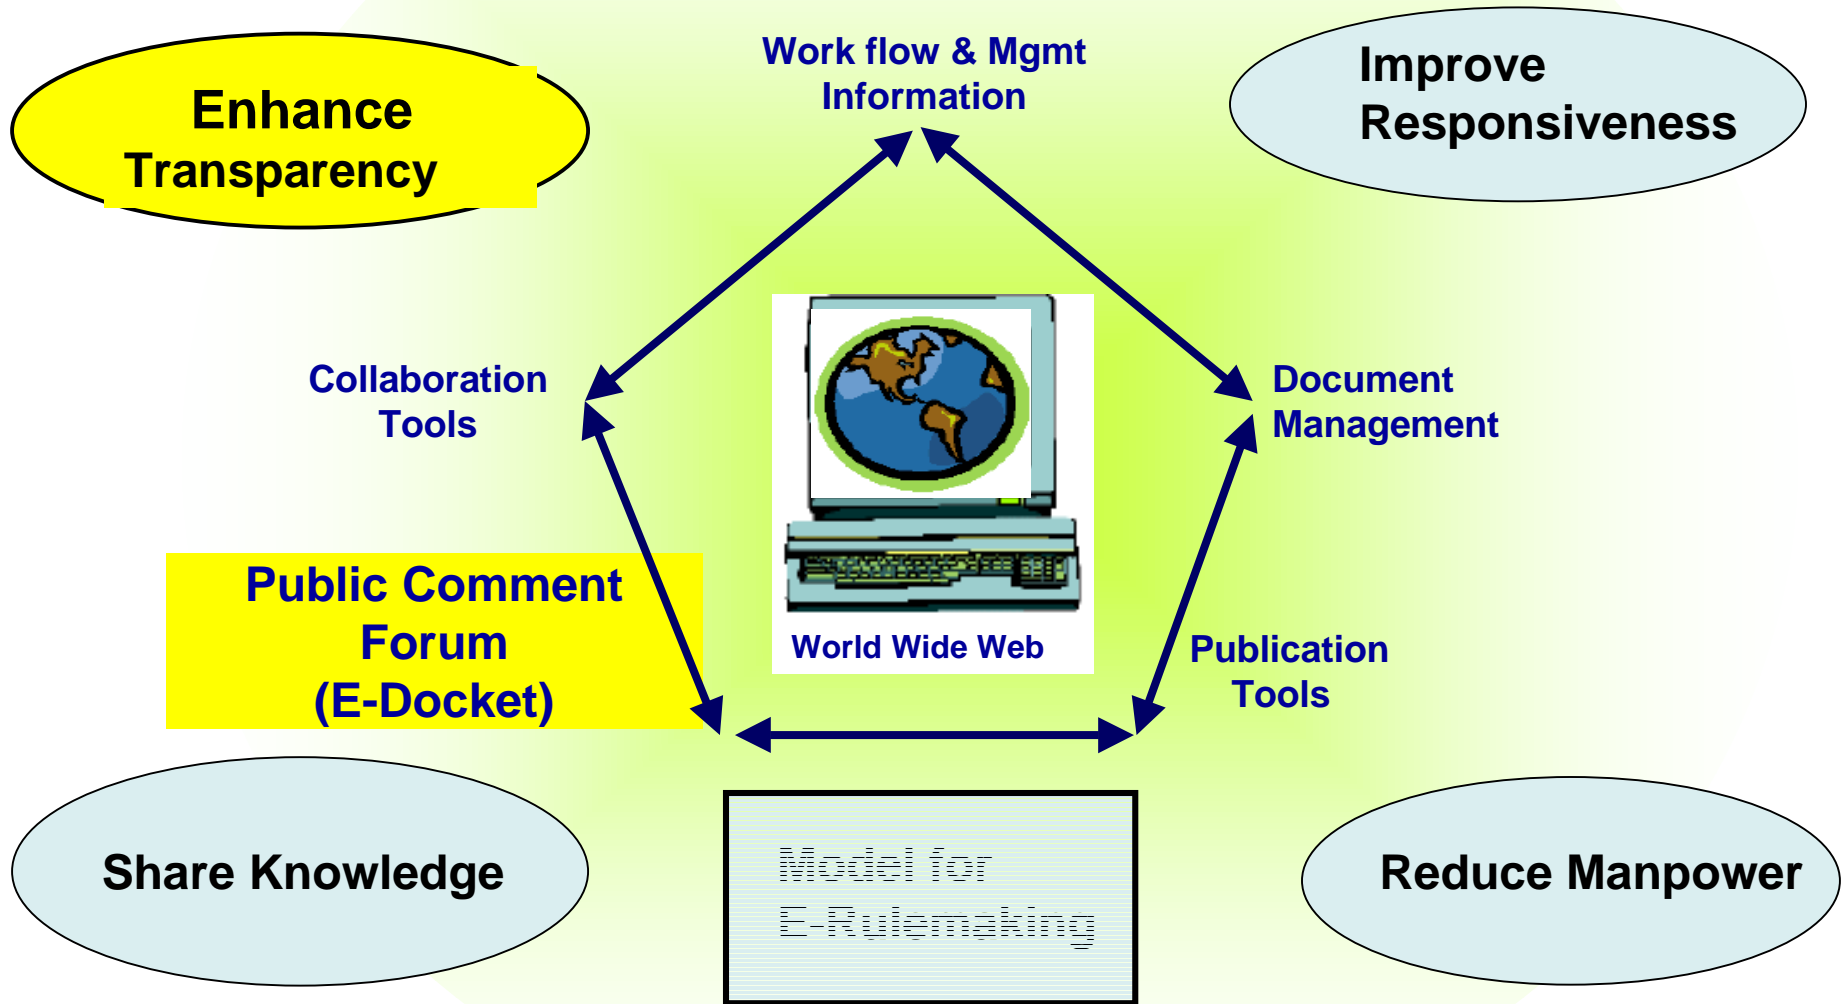 Enhance
Transparency
Work flow & Mgmt
Information
Improve
Responsiveness
Collaboration
Tools
Document
Management
Public Comment
Forum
(E-Docket)
World Wide Web
Publication
Tools
Share Knowledge
Model for
E-Rulemaking
Reduce Manpower